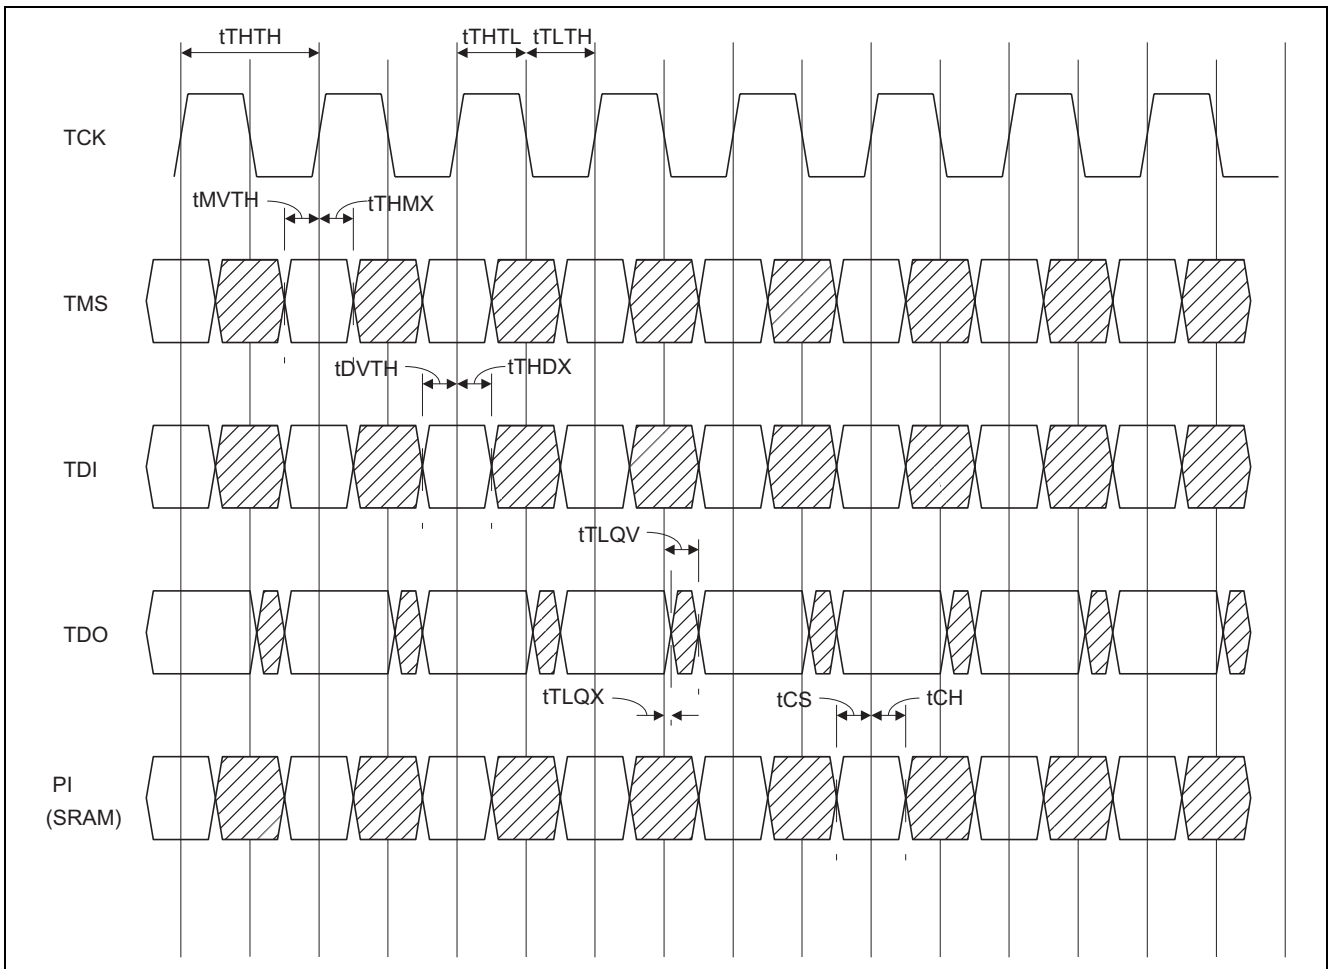 tTHTH
tTHTL
tTLTH
TCK
tMVTH
tTHMX
TMS
tDVTH
tTHDX
TDI
tTLQV
TDO
tTLQX
tCS
tCH
PI
(SRAM)